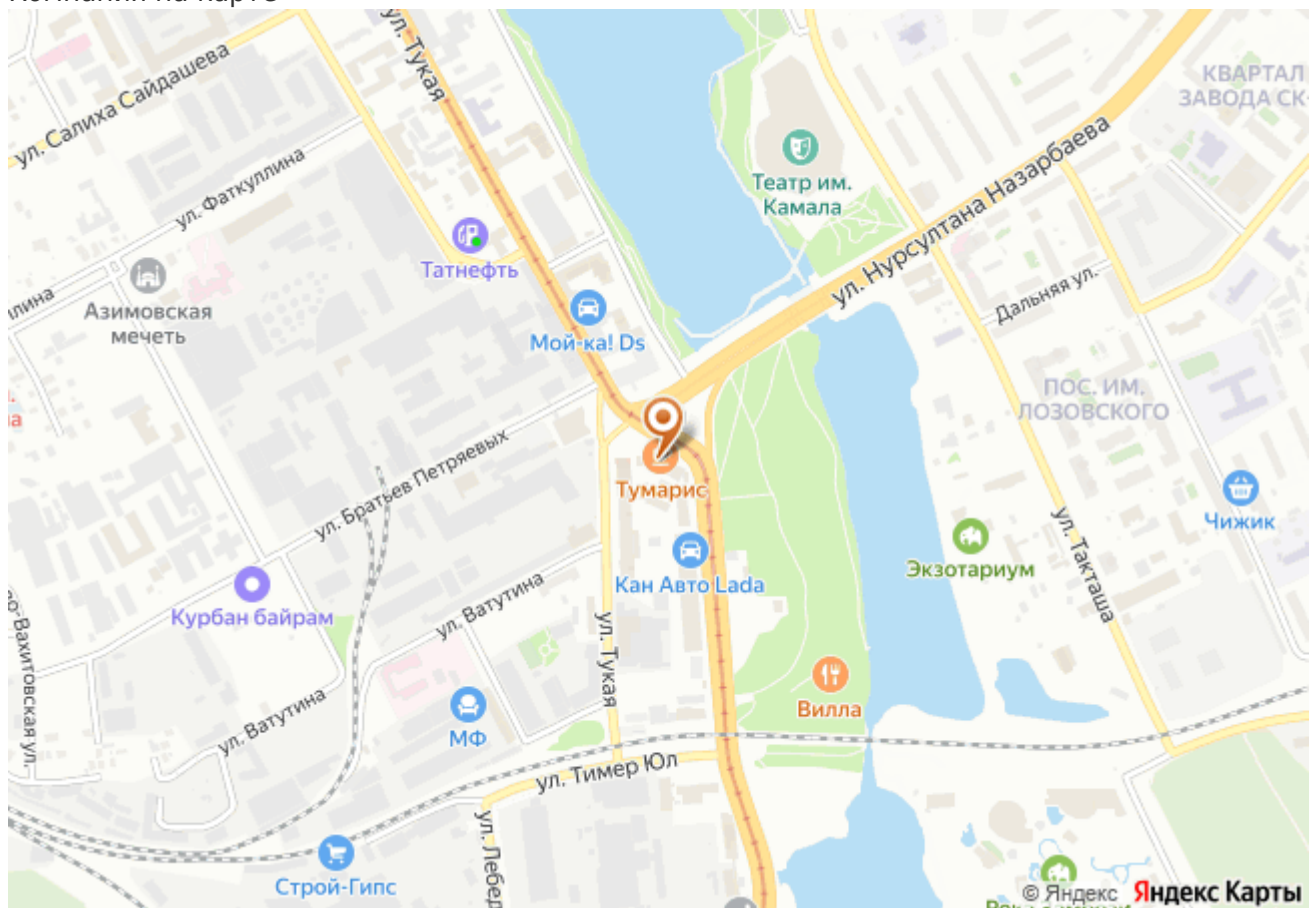 ул. Тукая
ул. Салиха Сайдашева
КВАРТАЛ
ЗАВОДА СК-
ул. Нурсултана Назарбаева
ул. Фаткуллина
Театр им.
Камала
Татнефть
Азимовская
мечеть
Дальняя ул.
Мой-ка! Ds
ПОС. ИМ.
ЛОЗОВСКОГО
ул. Братьев Петряевых
Тумарис
Чижик
ул. Такташа
Экзотариум
Кан Авто Lada
Курбан байрам
ул. Ватутина
ул. Тукая
о-Вахитовская ул.
Вилла
ул. Ватутина
МФ
ул. Тимер Юл
ул. Лебед
Строй-Гипс
© Яндекс Яндекс Карты